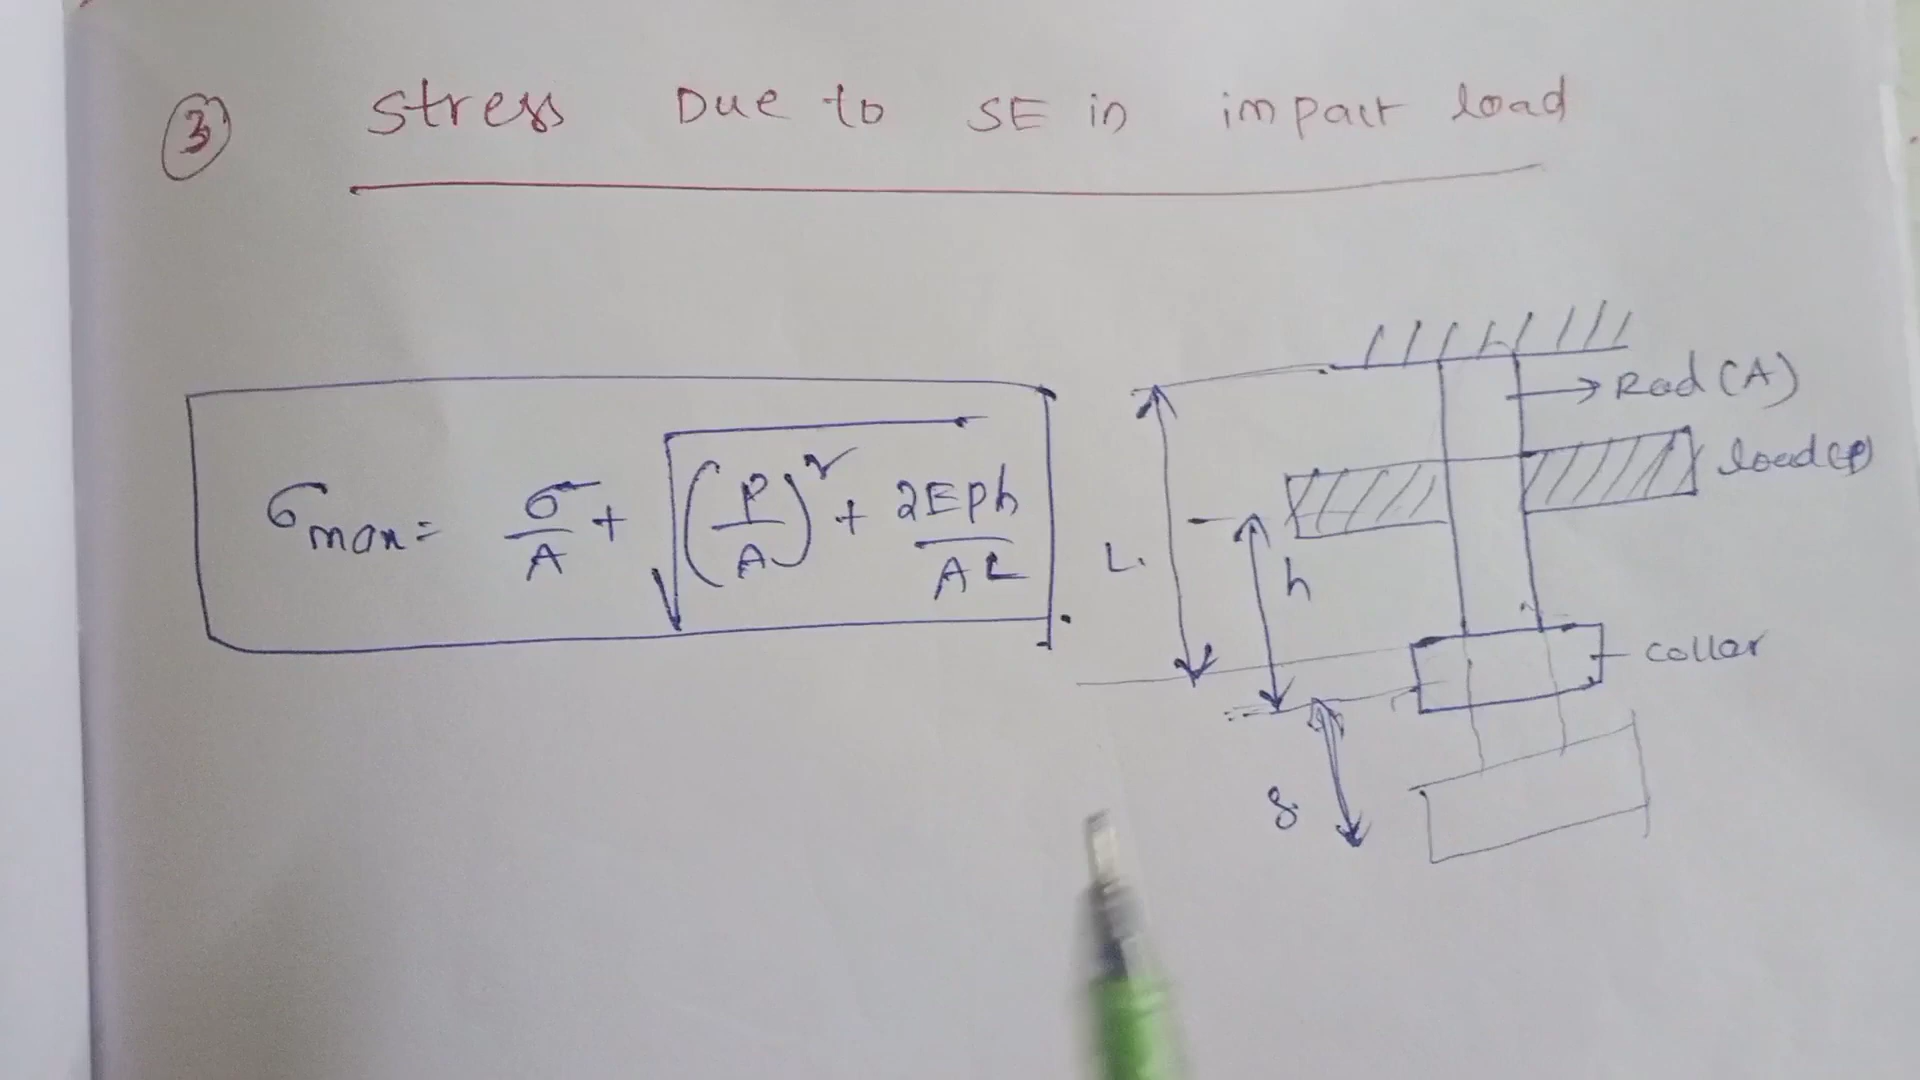 ③ Stress Due to SE in impact load
σmax = σ/A + √((P/A)² + 2EPh/AL)
Rod (A)
load (P)
L.
h
collar
δ